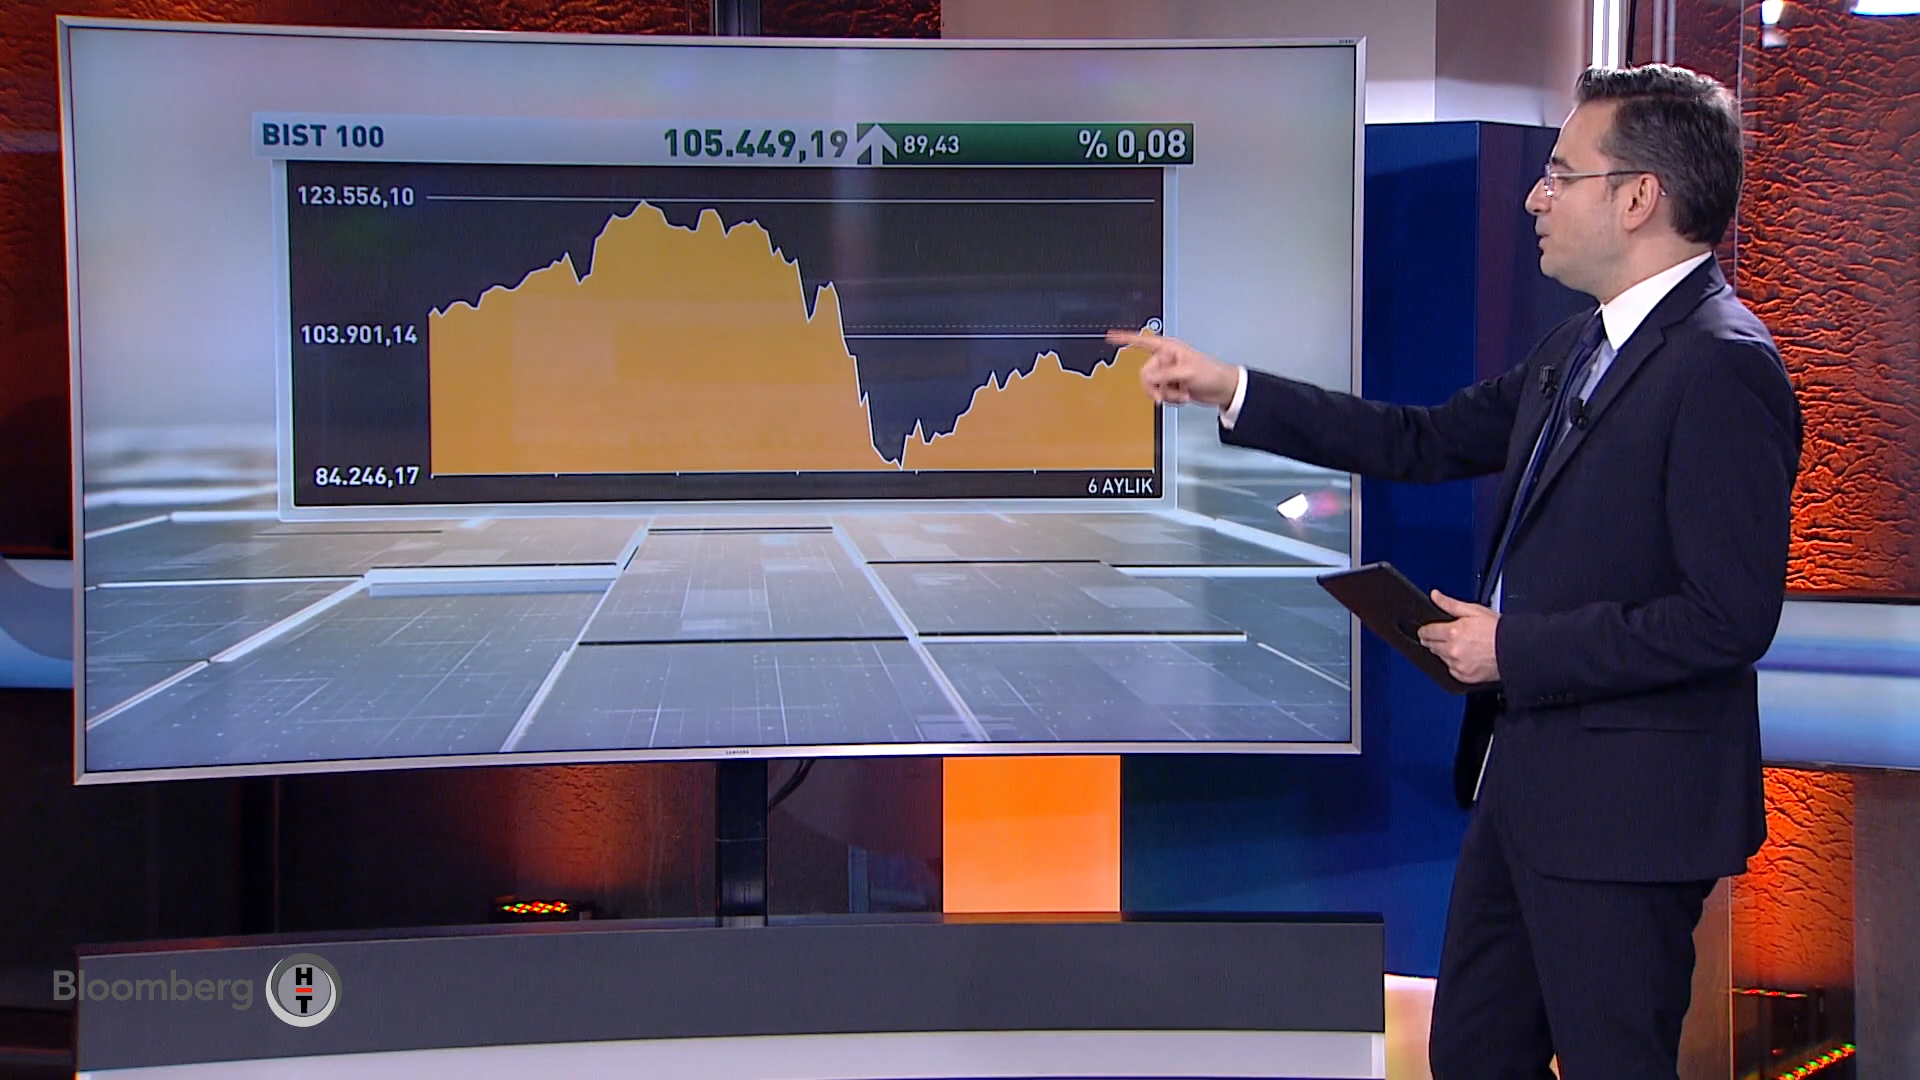 BIST 100 105.449,19 89,43 % 0,08
123.556,10
103.901,14
84.246,17
6 AYLIK
SAMSUNG
Bloomberg HT